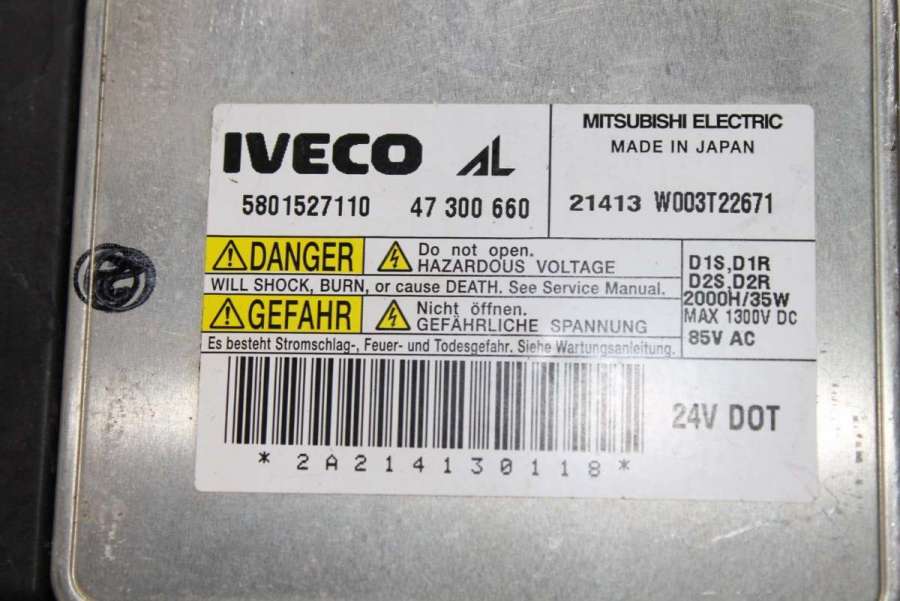 IVECO AL
5801527110 47 300 660
MITSUBISHI ELECTRIC
MADE IN JAPAN
21413 W003T22671
DANGER
Do not open.
HAZARDOUS VOLTAGE
WILL SHOCK, BURN, or cause DEATH. See Service Manual.
GEFAHR
Nicht öffnen.
GEFÄHRLICHE SPANNUNG
Es besteht Stromschlag-, Feuer- und Todesgefahr. Siehe Wartungsanleitung.
D1S,D1R
D2S,D2R
2000H/35W
MAX 1300V DC
85V AC
*2A214130118*
24V DOT